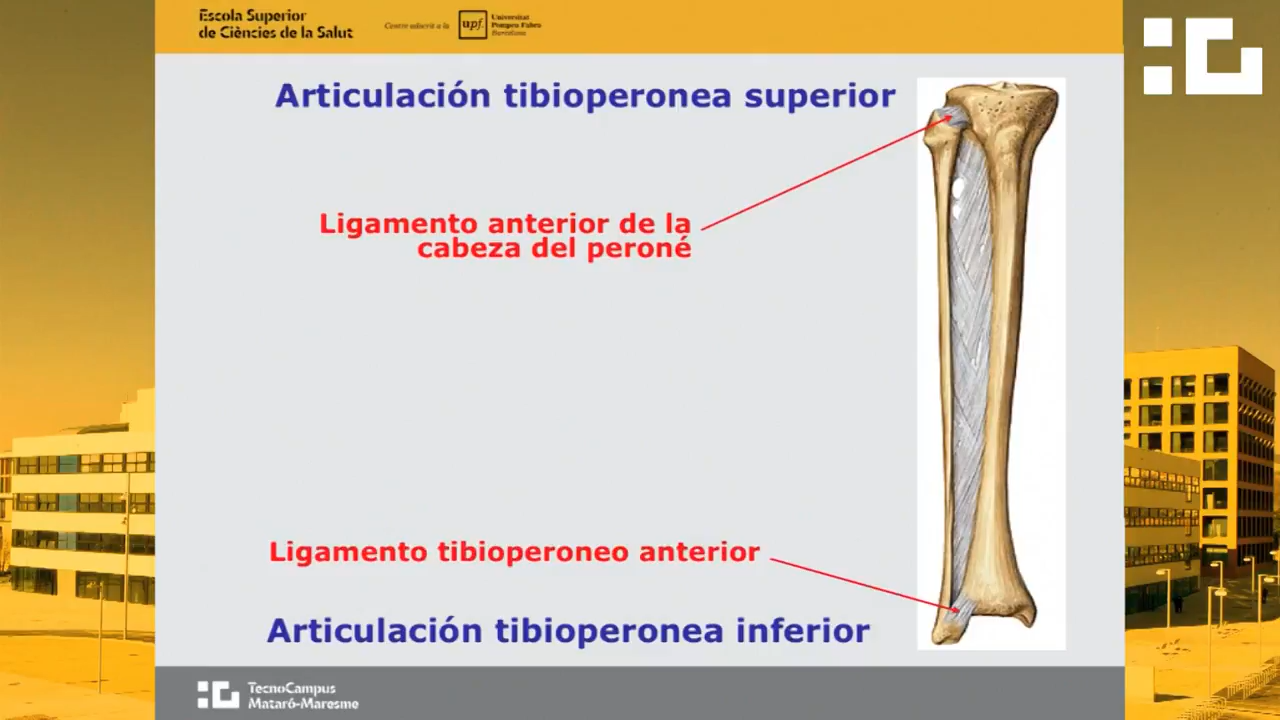 Escola Superior
de Ciències de la Salut
Centre adscrit a la
upf.
Universitat
Pompeu Fabra
Barcelona
Articulación tibioperonea superior
Ligamento anterior de la
cabeza del peroné
Ligamento tibioperoneo anterior
Articulación tibioperonea inferior
TecnoCampus
Mataró-Maresme